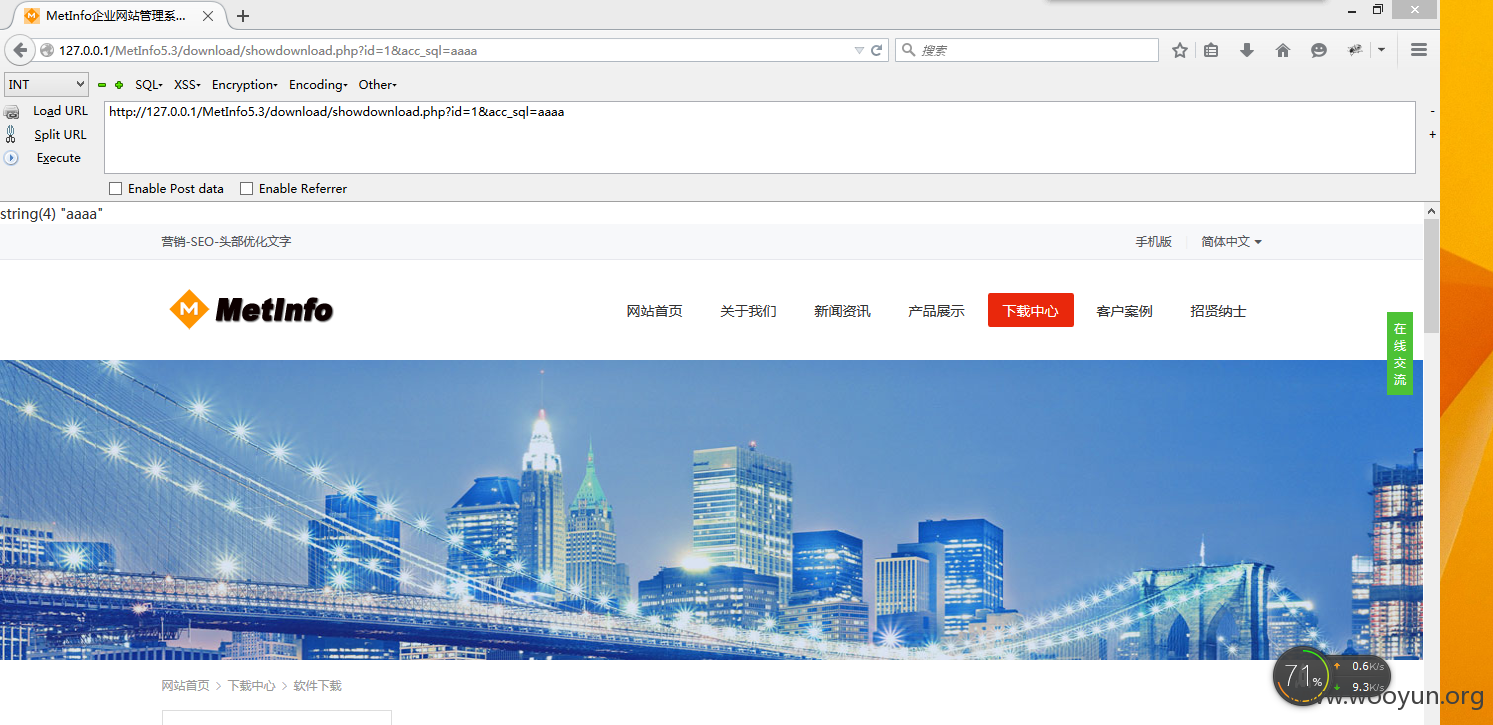 MetInfo企业网站管理系...
127.0.0.1/MetInfo5.3/download/showdownload.php?id=1&acc_sql=aaaa
搜索
INT
SQL
XSS
Encryption
Encoding
Other
Load URL
http://127.0.0.1/MetInfo5.3/download/showdownload.php?id=1&acc_sql=aaaa
Split URL
Execute
Enable Post data
Enable Referrer
string(4) "aaaa"
营销-SEO-头部优化文字
手机版
简体中文
MetInfo
网站首页
关于我们
新闻资讯
产品展示
下载中心
客户案例
招贤纳士
在线交流
网站首页 > 下载中心 > 软件下载
71%
0.6K/s
9.3K/s
www.wooyun.org